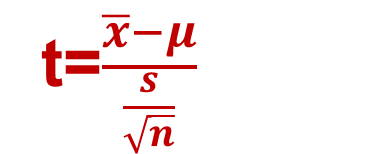 t = (x̄ − μ) / (s / √n)